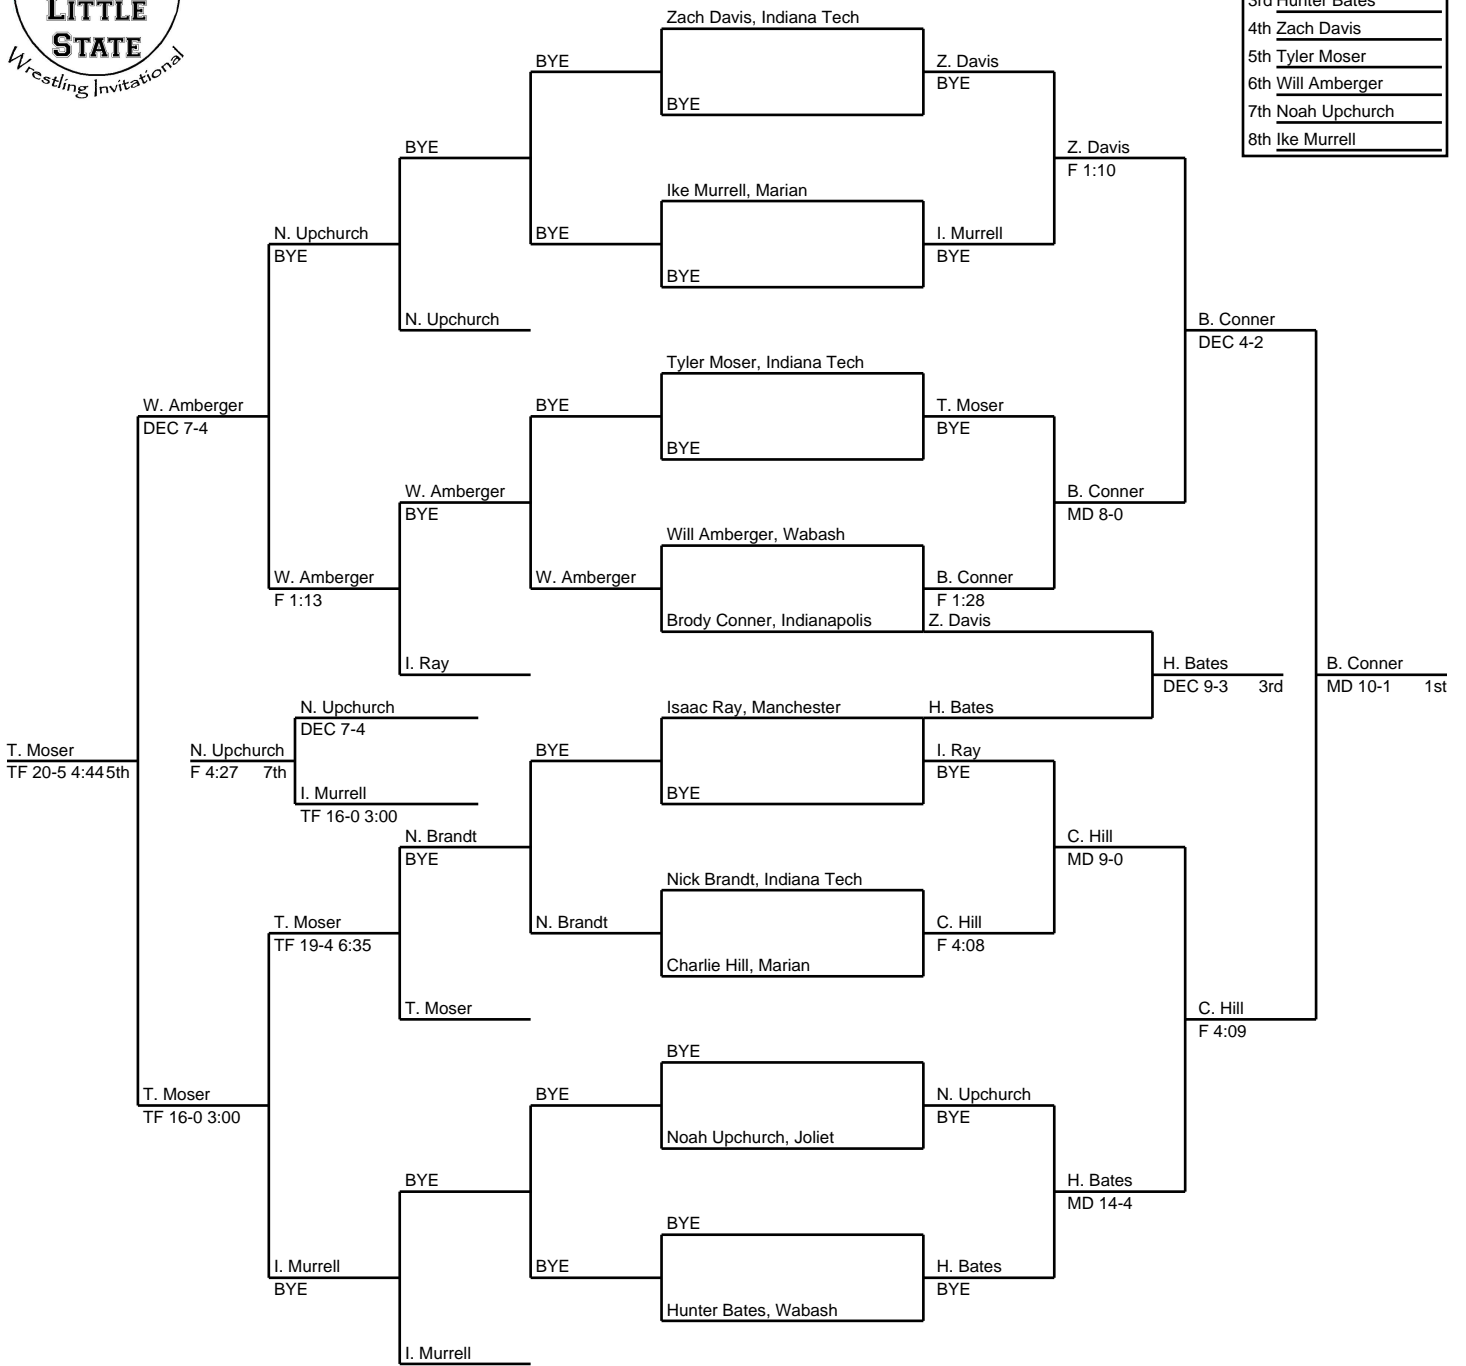 LITTLE
STATE
Wrestling Invitational
3rd Hunter Bates
4th Zach Davis
5th Tyler Moser
6th Will Amberger
7th Noah Upchurch
8th Ike Murrell
Zach Davis, Indiana Tech
BYE
Z. Davis
BYE
BYE
BYE
Z. Davis
F 1:10
Ike Murrell, Marian
N. Upchurch
BYE
BYE
I. Murrell
BYE
BYE
N. Upchurch
B. Conner
DEC 4-2
Tyler Moser, Indiana Tech
W. Amberger
DEC 7-4
BYE
T. Moser
BYE
BYE
W. Amberger
BYE
B. Conner
MD 8-0
Will Amberger, Wabash
W. Amberger
F 1:13
W. Amberger
B. Conner
F 1:28
Brody Conner, Indianapolis
Z. Davis
I. Ray
H. Bates
DEC 9-3 3rd
B. Conner
MD 10-1 1st
N. Upchurch
DEC 7-4
Isaac Ray, Manchester
H. Bates
T. Moser
TF 20-5 4:44 5th
N. Upchurch
F 4:27 7th
BYE
I. Ray
BYE
I. Murrell
TF 16-0 3:00
BYE
N. Brandt
BYE
C. Hill
MD 9-0
Nick Brandt, Indiana Tech
T. Moser
TF 19-4 6:35
N. Brandt
C. Hill
F 4:08
Charlie Hill, Marian
T. Moser
C. Hill
F 4:09
BYE
T. Moser
TF 16-0 3:00
BYE
N. Upchurch
BYE
Noah Upchurch, Joliet
BYE
H. Bates
MD 14-4
BYE
I. Murrell
BYE
BYE
H. Bates
BYE
Hunter Bates, Wabash
I. Murrell